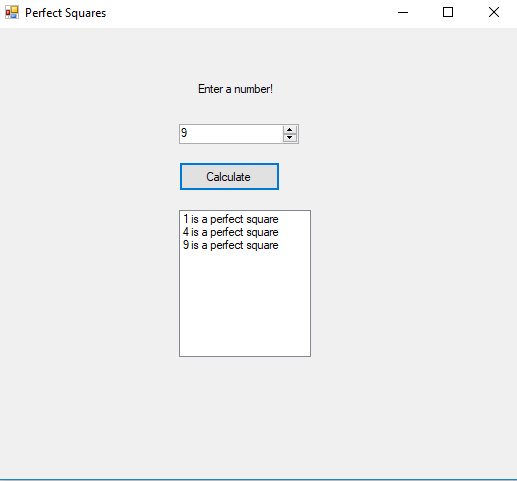 Perfect Squares
Enter a number!
9
Calculate
1 is a perfect square
4 is a perfect square
9 is a perfect square